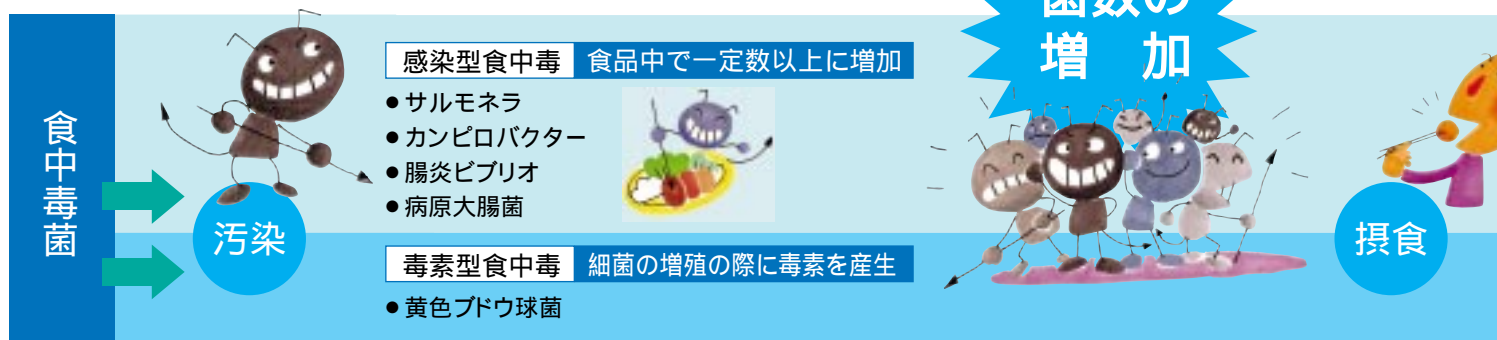 食中毒菌
汚染
感染型食中毒 食品中で一定数以上に増加
●サルモネラ
●カンピロバクター
●腸炎ビブリオ
●病原大腸菌
毒素型食中毒 細菌の増殖の際に毒素を産生
●黄色ブドウ球菌
菌数の
増 加
摂食